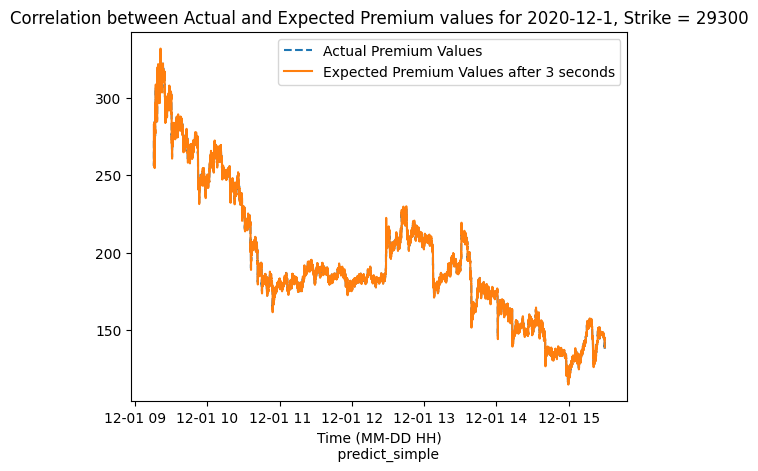 Correlation between Actual and Expected Premium values for 2020-12-1, Strike = 29300
Actual Premium Values
Expected Premium Values after 3 seconds
300
250
200
150
12-01 09 12-01 10 12-01 11 12-01 12 12-01 13 12-01 14 12-01 15
Time (MM-DD HH)
predict_simple